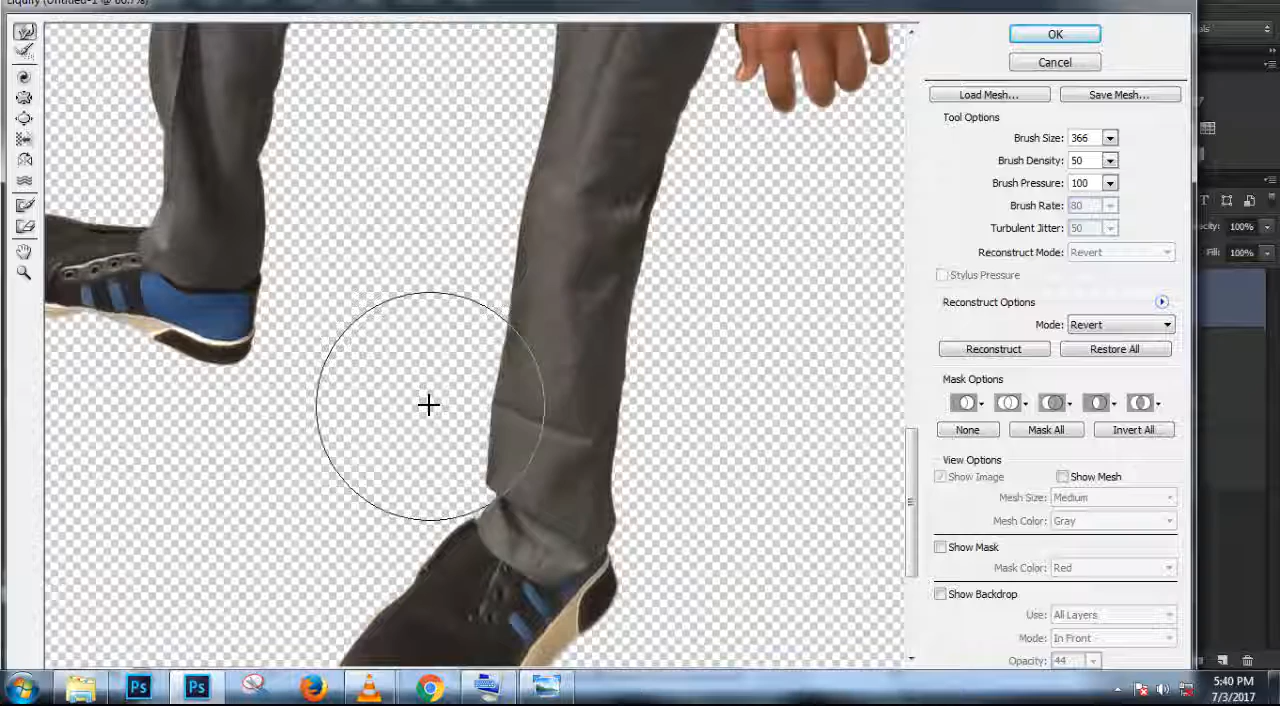 Liquify (Untitled-1 @ 66.7%)
OK
Cancel
Load Mesh...
Save Mesh...
Tool Options
Brush Size: 366
Brush Density: 50
Brush Pressure: 100
Brush Rate: 80
Turbulent Jitter: 50
Reconstruct Mode: Revert
Stylus Pressure
Reconstruct Options
Mode: Revert
Reconstruct
Restore All
Mask Options
None
Mask All
Invert All
View Options
Show Image
Show Mesh
Mesh Size: Medium
Mesh Color: Gray
Show Mask
Mask Color: Red
Show Backdrop
Use: All Layers
Mode: In Front
Opacity: 44
als
T
acity: 100%
Fill: 100%
Ps
Ps
5:40 PM
7/3/2017